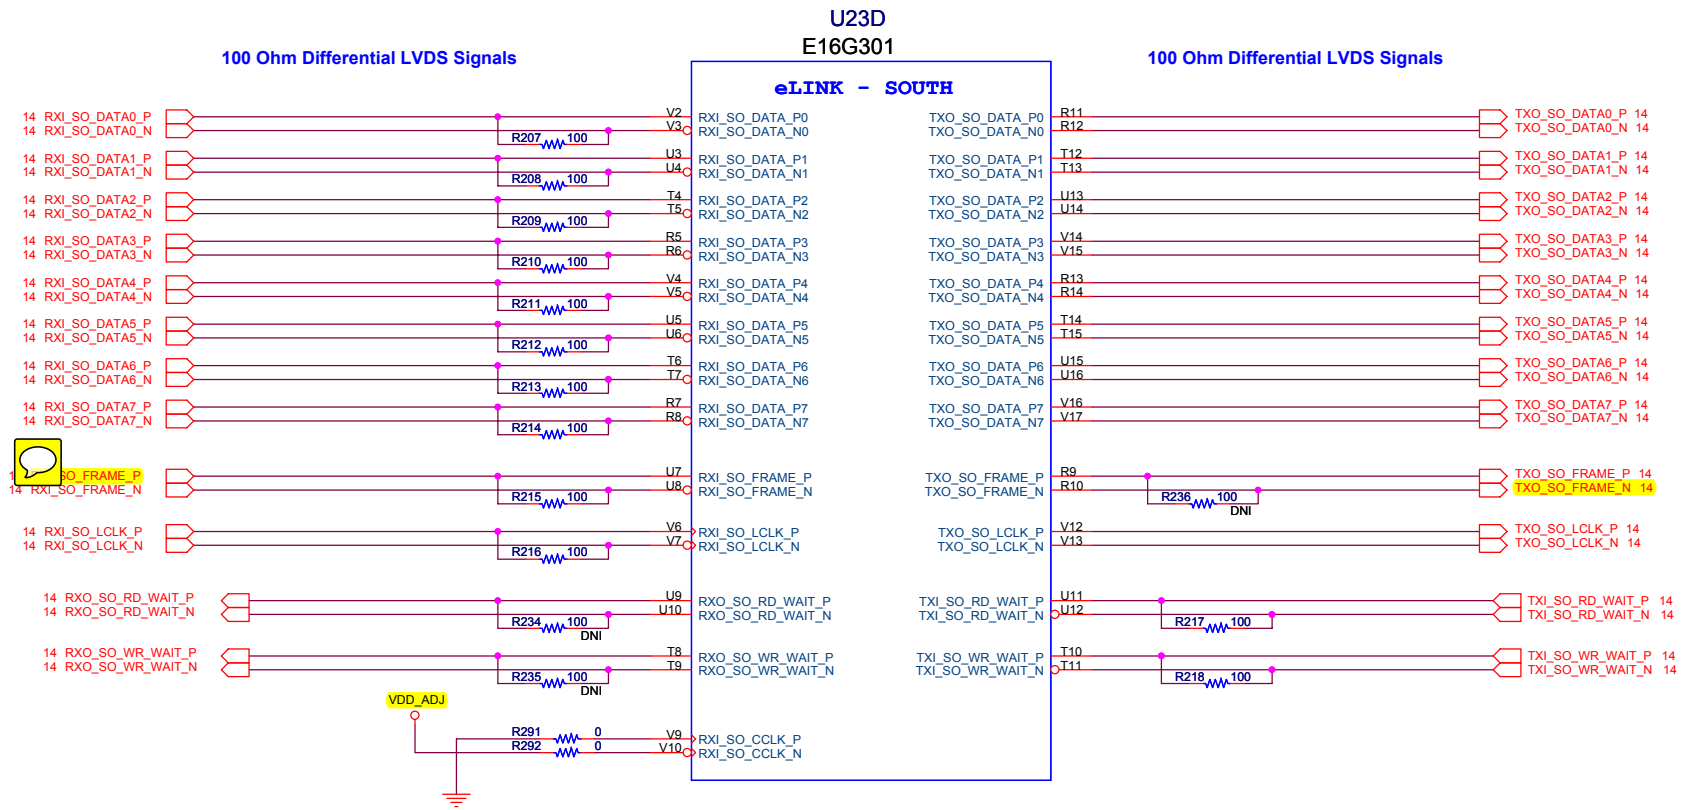 U23D
E16G301
100 Ohm Differential LVDS Signals
100 Ohm Differential LVDS Signals
eLINK - SOUTH
14 RXI_SO_DATA0_P V2 RXI_SO_DATA_P0 TXO_SO_DATA_P0 R11 TXO_SO_DATA0_P 14
14 RXI_SO_DATA0_N V3 RXI_SO_DATA_N0 TXO_SO_DATA_N0 R12 TXO_SO_DATA0_N 14
R207 100
14 RXI_SO_DATA1_P U3 RXI_SO_DATA_P1 TXO_SO_DATA_P1 T12 TXO_SO_DATA1_P 14
14 RXI_SO_DATA1_N U4 RXI_SO_DATA_N1 TXO_SO_DATA_N1 T13 TXO_SO_DATA1_N 14
R208 100
14 RXI_SO_DATA2_P T4 RXI_SO_DATA_P2 TXO_SO_DATA_P2 U13 TXO_SO_DATA2_P 14
14 RXI_SO_DATA2_N T5 RXI_SO_DATA_N2 TXO_SO_DATA_N2 U14 TXO_SO_DATA2_N 14
R209 100
14 RXI_SO_DATA3_P R5 RXI_SO_DATA_P3 TXO_SO_DATA_P3 V14 TXO_SO_DATA3_P 14
14 RXI_SO_DATA3_N R6 RXI_SO_DATA_N3 TXO_SO_DATA_N3 V15 TXO_SO_DATA3_N 14
R210 100
14 RXI_SO_DATA4_P V4 RXI_SO_DATA_P4 TXO_SO_DATA_P4 R13 TXO_SO_DATA4_P 14
14 RXI_SO_DATA4_N V5 RXI_SO_DATA_N4 TXO_SO_DATA_N4 R14 TXO_SO_DATA4_N 14
R211 100
14 RXI_SO_DATA5_P U5 RXI_SO_DATA_P5 TXO_SO_DATA_P5 T14 TXO_SO_DATA5_P 14
14 RXI_SO_DATA5_N U6 RXI_SO_DATA_N5 TXO_SO_DATA_N5 T15 TXO_SO_DATA5_N 14
R212 100
14 RXI_SO_DATA6_P T6 RXI_SO_DATA_P6 TXO_SO_DATA_P6 U15 TXO_SO_DATA6_P 14
14 RXI_SO_DATA6_N T7 RXI_SO_DATA_N6 TXO_SO_DATA_N6 U16 TXO_SO_DATA6_N 14
R213 100
14 RXI_SO_DATA7_P R7 RXI_SO_DATA_P7 TXO_SO_DATA_P7 V16 TXO_SO_DATA7_P 14
14 RXI_SO_DATA7_N R8 RXI_SO_DATA_N7 TXO_SO_DATA_N7 V17 TXO_SO_DATA7_N 14
R214 100
SO_FRAME_P U7 RXI_SO_FRAME_P TXO_SO_FRAME_P R9 TXO_SO_FRAME_P 14
14 RXI_SO_FRAME_N U8 RXI_SO_FRAME_N TXO_SO_FRAME_N R10 TXO_SO_FRAME_N 14
R215 100 R236 100
DNI
14 RXI_SO_LCLK_P V6 RXI_SO_LCLK_P TXO_SO_LCLK_P V12 TXO_SO_LCLK_P 14
14 RXI_SO_LCLK_N V7 RXI_SO_LCLK_N TXO_SO_LCLK_N V13 TXO_SO_LCLK_N 14
R216 100
14 RXO_SO_RD_WAIT_P U9 RXO_SO_RD_WAIT_P TXI_SO_RD_WAIT_P U11 TXI_SO_RD_WAIT_P 14
14 RXO_SO_RD_WAIT_N U10 RXO_SO_RD_WAIT_N TXI_SO_RD_WAIT_N U12 TXI_SO_RD_WAIT_N 14
R234 100 R217 100
DNI
14 RXO_SO_WR_WAIT_P T8 RXO_SO_WR_WAIT_P TXI_SO_WR_WAIT_P T10 TXI_SO_WR_WAIT_P 14
14 RXO_SO_WR_WAIT_N T9 RXO_SO_WR_WAIT_N TXI_SO_WR_WAIT_N T11 TXI_SO_WR_WAIT_N 14
R235 100 R218 100
DNI
VDD_ADJ
R291 0 V9 RXI_SO_CCLK_P
R292 0 V10 RXI_SO_CCLK_N